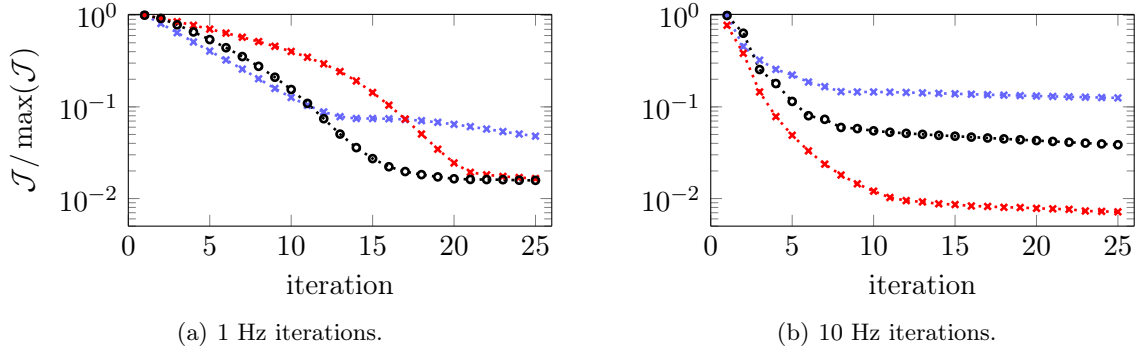 𝒥 / max(𝒥)
10^0
10^−1
10^−2
0 5 10 15 20 25
iteration
(a) 1 Hz iterations.
10^0
10^−1
10^−2
0 5 10 15 20 25
iteration
(b) 10 Hz iterations.